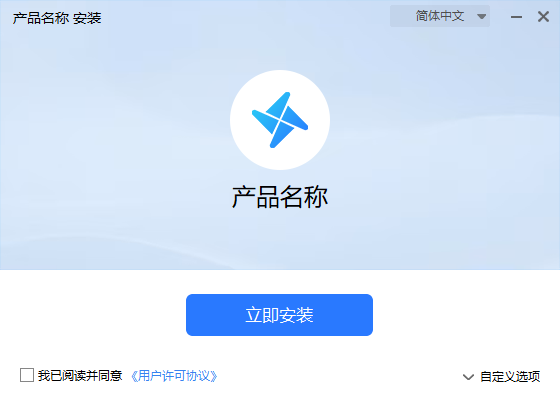 产品名称 安装
简体中文
产品名称
立即安装
我已阅读并同意 《用户许可协议》
自定义选项